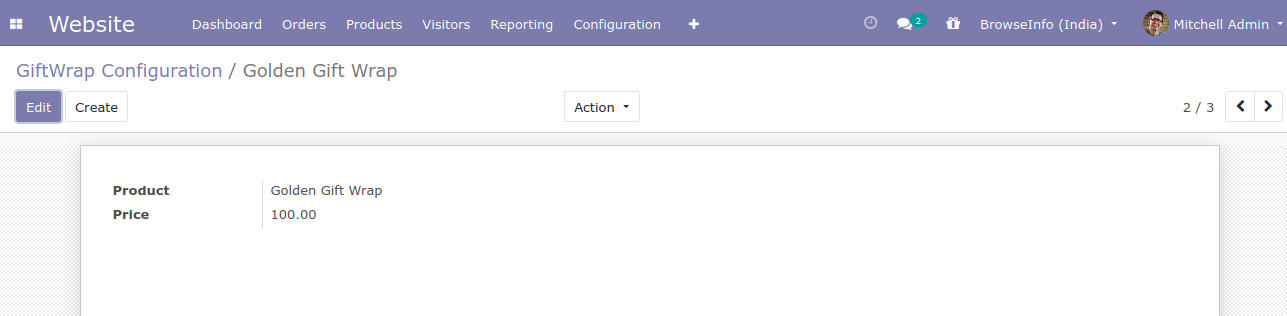 Website Dashboard Orders Products Visitors Reporting Configuration 2 BrowseInfo (India) Mitchell Admin
GiftWrap Configuration / Golden Gift Wrap
Edit Create Action 2 / 3
Product Golden Gift Wrap
Price 100.00